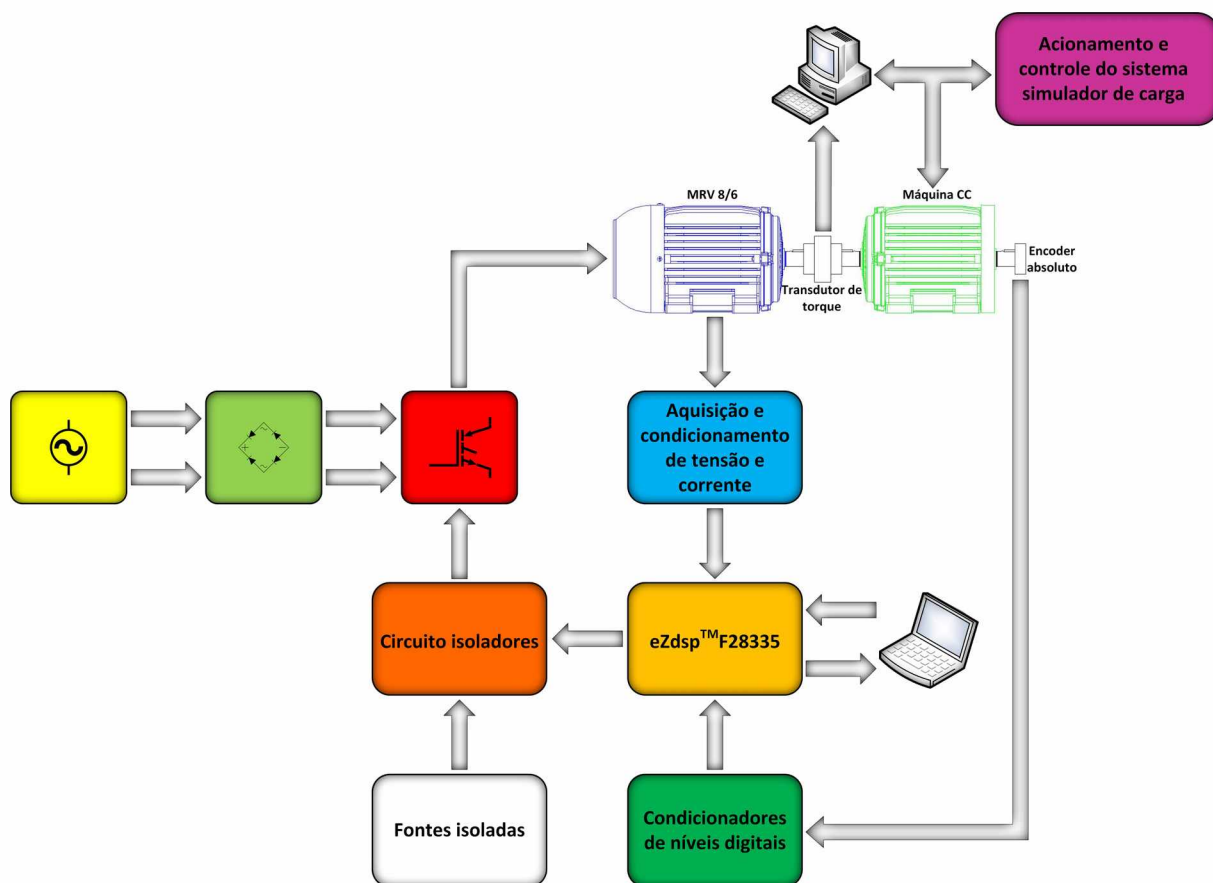 Acionamento e
controle do sistema
simulador de carga
MRV 8/6
Máquina CC
Encoder
absoluto
Transdutor de
torque
Aquisição e
condicionamento
de tensão e
corrente
Circuito isoladores
eZdsp™F28335
Fontes isoladas
Condicionadores
de níveis digitais